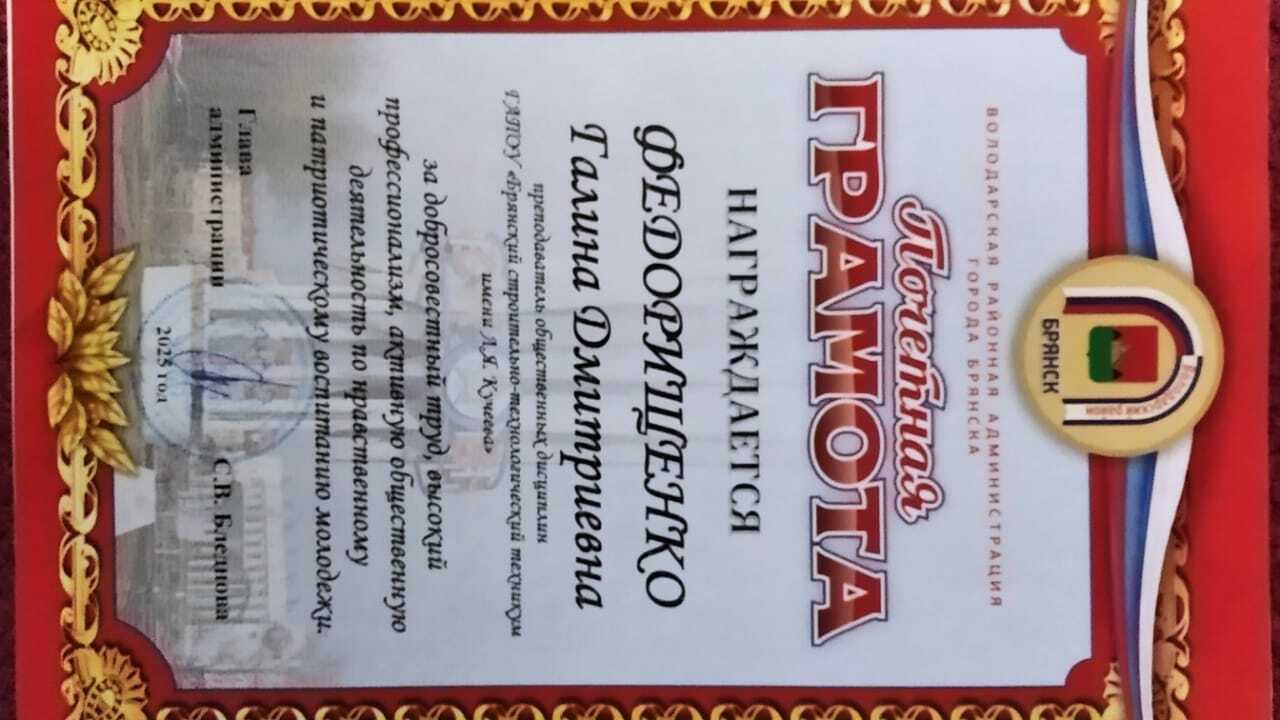 ВОЛОДАРСКАЯ РАЙОННАЯ АДМИНИСТРАЦИЯ
ГОРОДА БРЯНСКА
Володарский район
БРЯНСК
Почетная
ГРАМОТА
НАГРАЖДАЕТСЯ
ФЕДОРИЩЕНКО
Галина Дмитриевна
преподаватель общественных дисциплин
ГАПОУ «Брянский строительно-технологический техникум
имени Л.Я. Кучеева»
за добросовестный труд, высокий
профессионализм, активную общественную
деятельность по нравственному
и патриотическому воспитанию молодежи.
Глава
администрации
С.В. Бледнова
2025 год